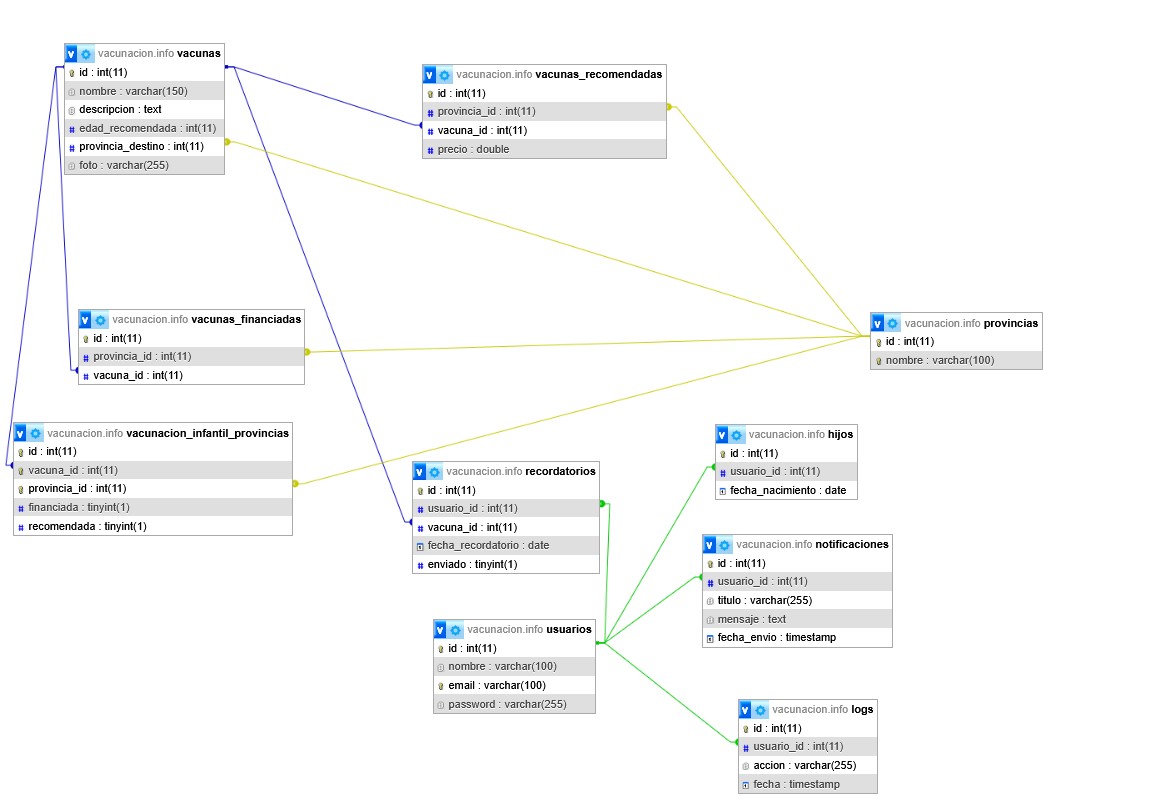 vacunacion.info vacunas
id : int(11)
nombre : varchar(150)
descripcion : text
edad_recomendada : int(11)
provincia_destino : int(11)
foto : varchar(255)
vacunacion.info vacunas_recomendadas
id : int(11)
provincia_id : int(11)
vacuna_id : int(11)
precio : double
vacunacion.info vacunas_financiadas
id : int(11)
provincia_id : int(11)
vacuna_id : int(11)
vacunacion.info provincias
id : int(11)
nombre : varchar(100)
vacunacion.info vacunacion_infantil_provincias
id : int(11)
vacuna_id : int(11)
provincia_id : int(11)
financiada : tinyint(1)
recomendada : tinyint(1)
vacunacion.info recordatorios
id : int(11)
usuario_id : int(11)
vacuna_id : int(11)
fecha_recordatorio : date
enviado : tinyint(1)
vacunacion.info hijos
id : int(11)
usuario_id : int(11)
fecha_nacimiento : date
vacunacion.info notificaciones
id : int(11)
usuario_id : int(11)
titulo : varchar(255)
mensaje : text
fecha_envio : timestamp
vacunacion.info usuarios
id : int(11)
nombre : varchar(100)
email : varchar(100)
password : varchar(255)
vacunacion.info logs
id : int(11)
usuario_id : int(11)
accion : varchar(255)
fecha : timestamp